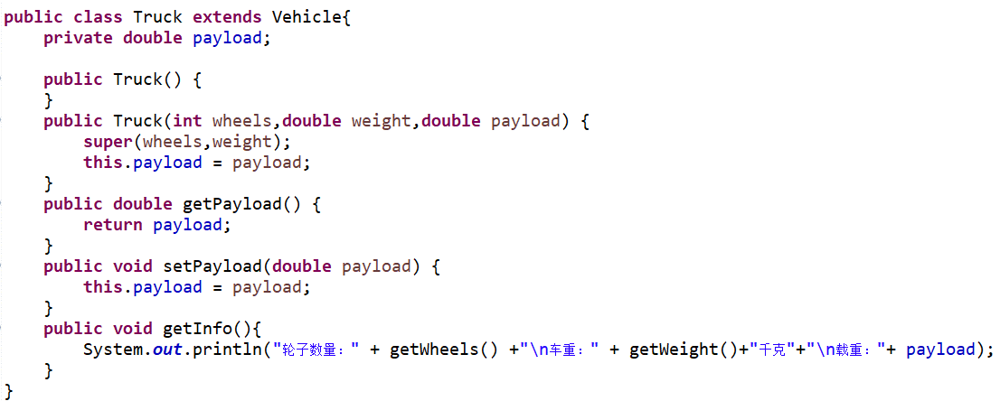 public class Truck extends Vehicle{
    private double payload;

    public Truck() {
    }
    public Truck(int wheels,double weight,double payload) {
        super(wheels,weight);
        this.payload = payload;
    }
    public double getPayload() {
        return payload;
    }
    public void setPayload(double payload) {
        this.payload = payload;
    }
    public void getInfo(){
        System.out.println("轮子数量：" + getWheels() +"\n车重：" + getWeight()+"千克"+"\n载重："+ payload);
    }
}